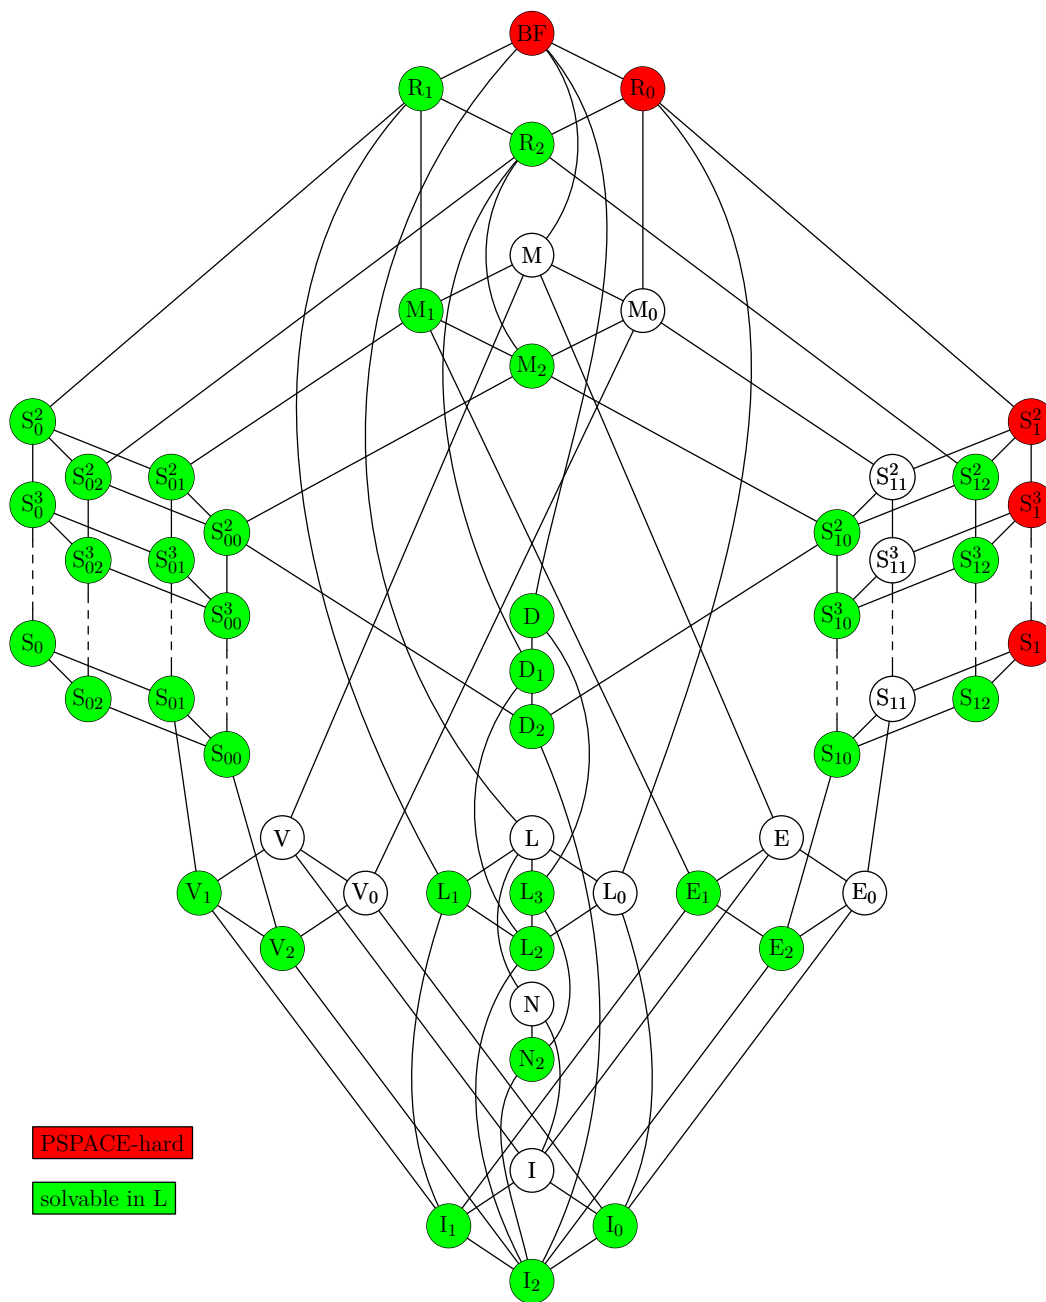 BF
R₁ R₀
R₂
M
M₁ M₀
M₂
S₀² S₁²
S₀₂² S₀₁² S₁₁² S₁₂²
S₀³ S₁³
S₀₀² S₁₀²
S₀₂³ S₀₁³ S₁₁³ S₁₂³
S₀₀³ D S₁₀³
S₀ S₁
D₁
S₀₂ S₀₁ S₁₁ S₁₂
D₂
S₀₀ S₁₀
V L E
V₁ V₀ L₁ L₃ L₀ E₁ E₀
V₂ L₂ E₂
N
N₂
PSPACE-hard
I
solvable in L
I₁ I₀
I₂